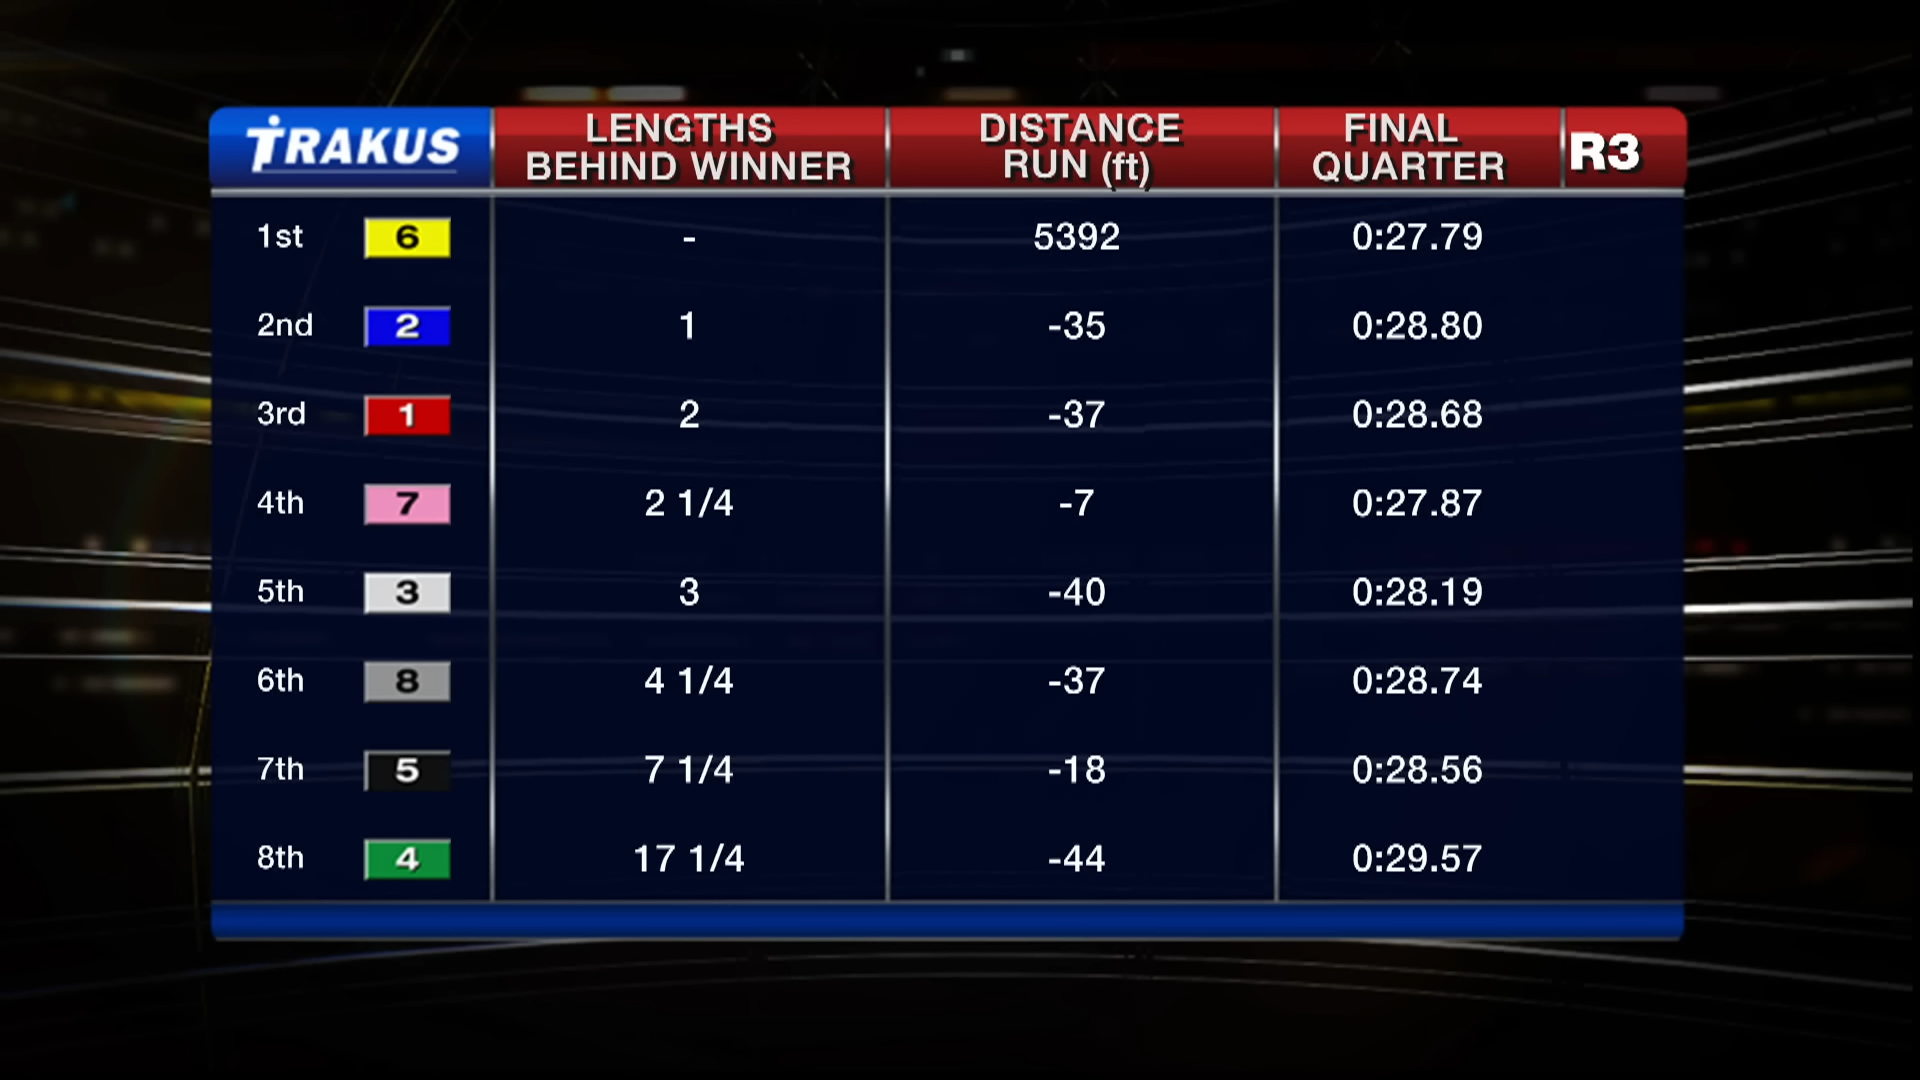 TRAKUS LENGTHS BEHIND WINNER DISTANCE RUN (ft) FINAL QUARTER R3
1st 6 - 5392 0:27.79
2nd 2 1 -35 0:28.80
3rd 1 2 -37 0:28.68
4th 7 2 1/4 -7 0:27.87
5th 3 3 -40 0:28.19
6th 8 4 1/4 -37 0:28.74
7th 5 7 1/4 -18 0:28.56
8th 4 17 1/4 -44 0:29.57